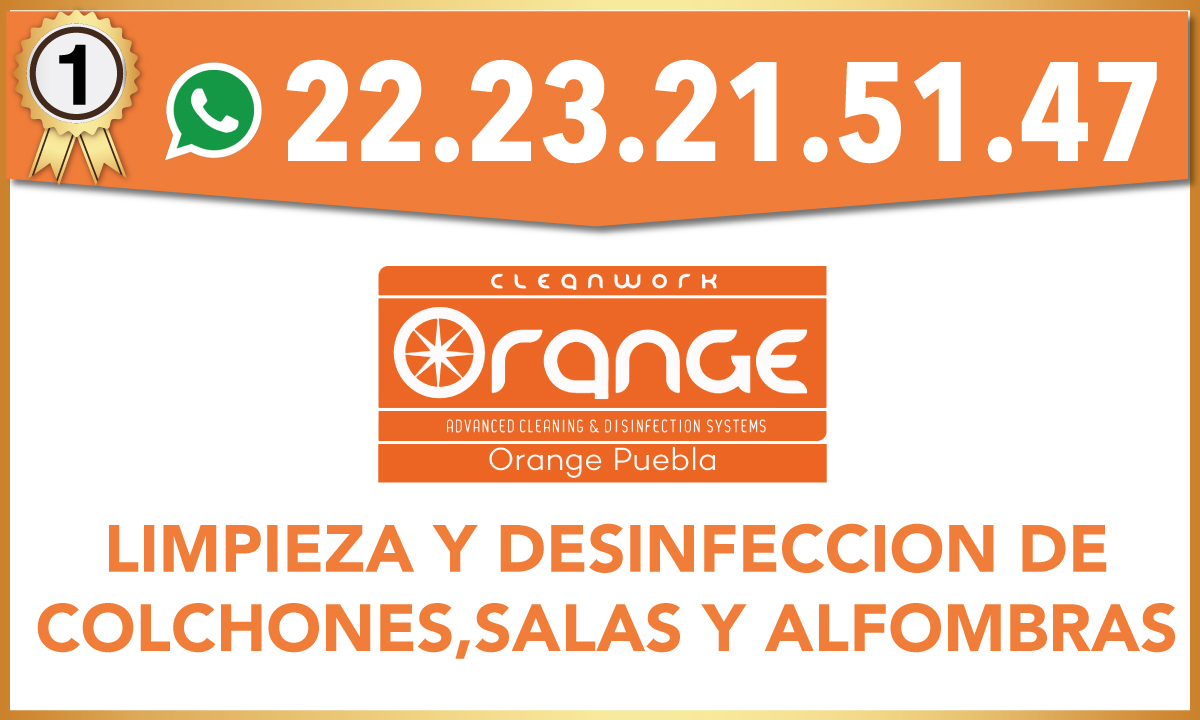 1
22.23.21.51.47
cleanwork
Orange
ADVANCED CLEANING & DISINFECTION SYSTEMS
Orange Puebla
LIMPIEZA Y DESINFECCION DE
COLCHONES,SALAS Y ALFOMBRAS